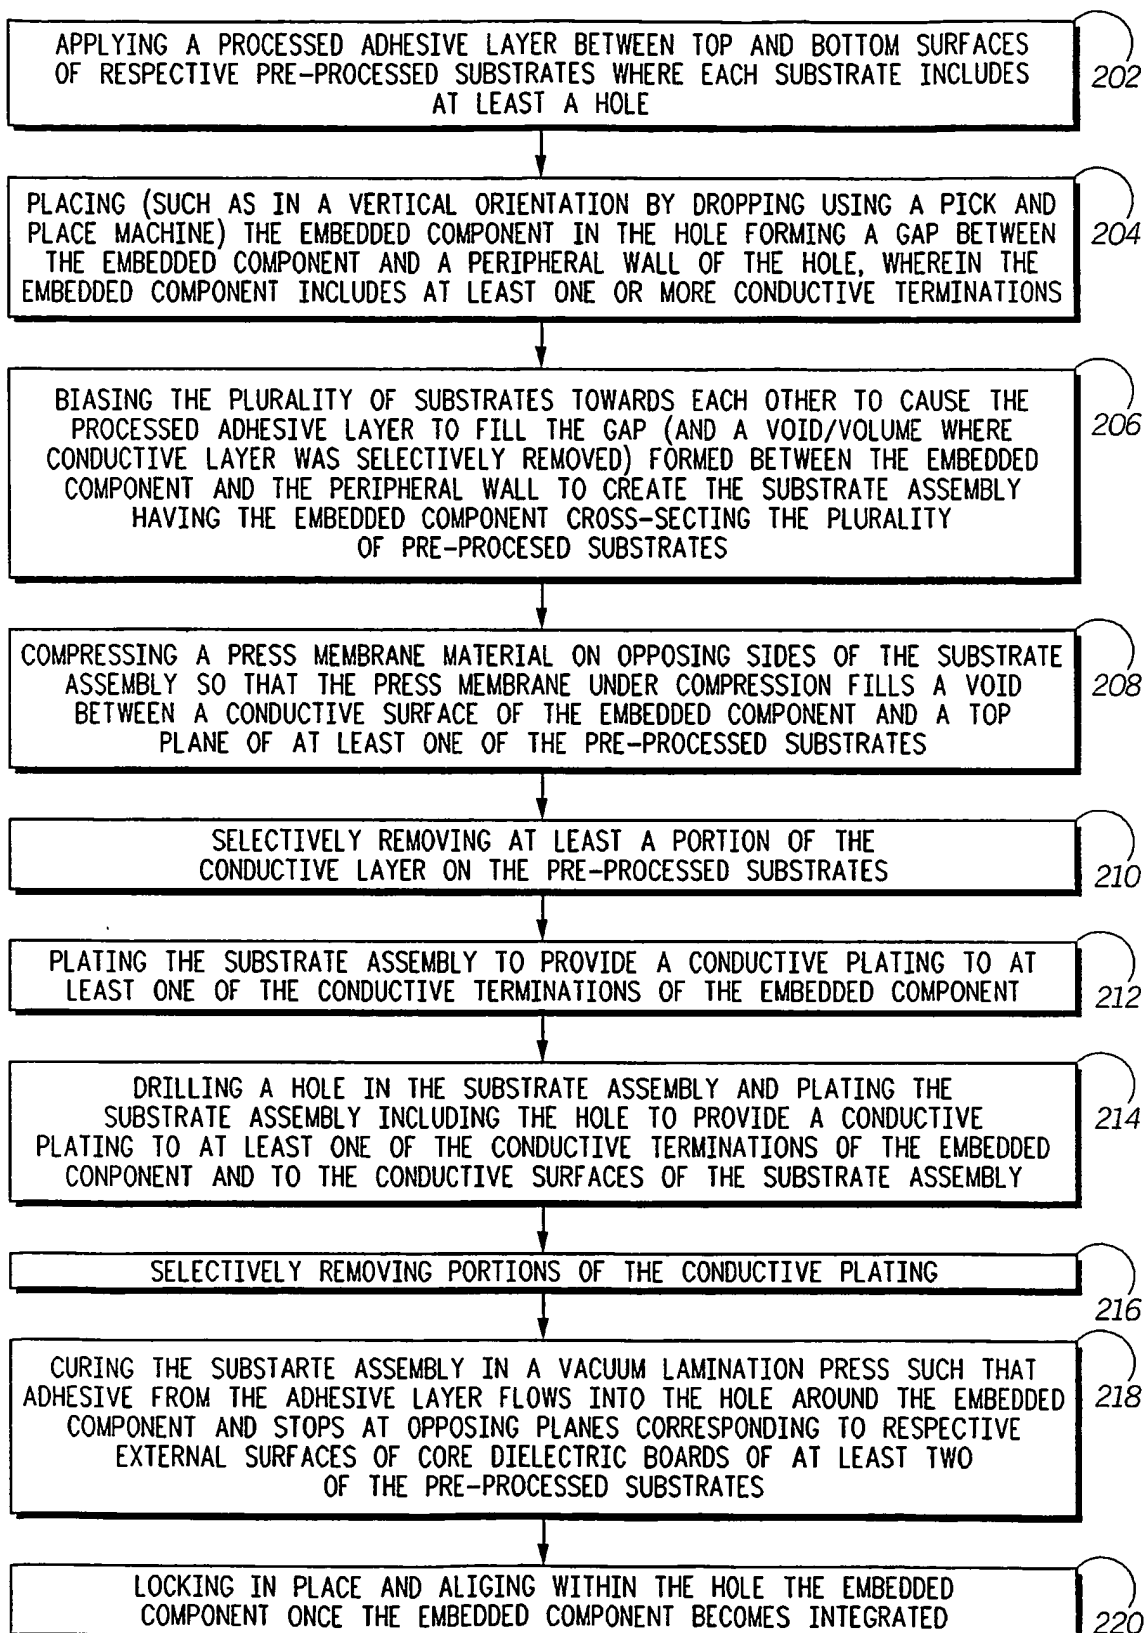 APPLYING A PROCESSED ADHESIVE LAYER BETWEEN TOP AND BOTTOM SURFACES
OF RESPECTIVE PRE-PROCESSED SUBSTRATES WHERE EACH SUBSTRATE INCLUDES
AT LEAST A HOLE
202
PLACING (SUCH AS IN A VERTICAL ORIENTATION BY DROPPING USING A PICK AND
PLACE MACHINE) THE EMBEDDED COMPONENT IN THE HOLE FORMING A GAP BETWEEN
THE EMBEDDED COMPONENT AND A PERIPHERAL WALL OF THE HOLE, WHEREIN THE
EMBEDDED COMPONENT INCLUDES AT LEAST ONE OR MORE CONDUCTIVE TERMINATIONS
204
BIASING THE PLURALITY OF SUBSTRATES TOWARDS EACH OTHER TO CAUSE THE
PROCESSED ADHESIVE LAYER TO FILL THE GAP (AND A VOID/VOLUME WHERE
CONDUCTIVE LAYER WAS SELECTIVELY REMOVED) FORMED BETWEEN THE EMBEDDED
COMPONENT AND THE PERIPHERAL WALL TO CREATE THE SUBSTRATE ASSEMBLY
HAVING THE EMBEDDED COMPONENT CROSS-SECTING THE PLURALITY
OF PRE-PROCESED SUBSTRATES
206
COMPRESSING A PRESS MEMBRANE MATERIAL ON OPPOSING SIDES OF THE SUBSTRATE
ASSEMBLY SO THAT THE PRESS MEMBRANE UNDER COMPRESSION FILLS A VOID
BETWEEN A CONDUCTIVE SURFACE OF THE EMBEDDED COMPONENT AND A TOP
PLANE OF AT LEAST ONE OF THE PRE-PROCESSED SUBSTRATES
208
SELECTIVELY REMOVING AT LEAST A PORTION OF THE
CONDUCTIVE LAYER ON THE PRE-PROCESSED SUBSTRATES
210
PLATING THE SUBSTRATE ASSEMBLY TO PROVIDE A CONDUCTIVE PLATING TO AT
LEAST ONE OF THE CONDUCTIVE TERMINATIONS OF THE EMBEDDED COMPONENT
212
DRILLING A HOLE IN THE SUBSTRATE ASSEMBLY AND PLATING THE
SUBSTRATE ASSEMBLY INCLUDING THE HOLE TO PROVIDE A CONDUCTIVE
PLATING TO AT LEAST ONE OF THE CONDUCTIVE TERMINATIONS OF THE EMBEDDED
CONPONENT AND TO THE CONDUCTIVE SURFACES OF THE SUBSTRATE ASSEMBLY
214
SELECTIVELY REMOVING PORTIONS OF THE CONDUCTIVE PLATING
216
CURING THE SUBSTARTE ASSEMBLY IN A VACUUM LAMINATION PRESS SUCH THAT
ADHESIVE FROM THE ADHESIVE LAYER FLOWS INTO THE HOLE AROUND THE EMBEDDED
COMPONENT AND STOPS AT OPPOSING PLANES CORRESPONDING TO RESPECTIVE
EXTERNAL SURFACES OF CORE DIELECTRIC BOARDS OF AT LEAST TWO
OF THE PRE-PROCESSED SUBSTRATES
218
LOCKING IN PLACE AND ALIGING WITHIN THE HOLE THE EMBEDDED
COMPONENT ONCE THE EMBEDDED COMPONENT BECOMES INTEGRATED
220